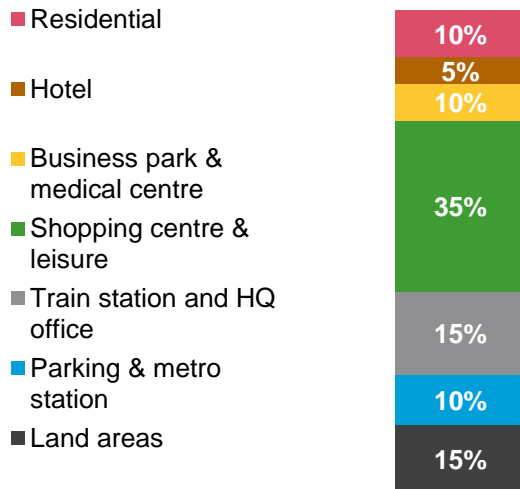 Residential
Hotel
Business park &
medical centre
Shopping centre &
leisure
Train station and HQ
office
Parking & metro
station
Land areas
10%
5%
10%
35%
15%
10%
15%